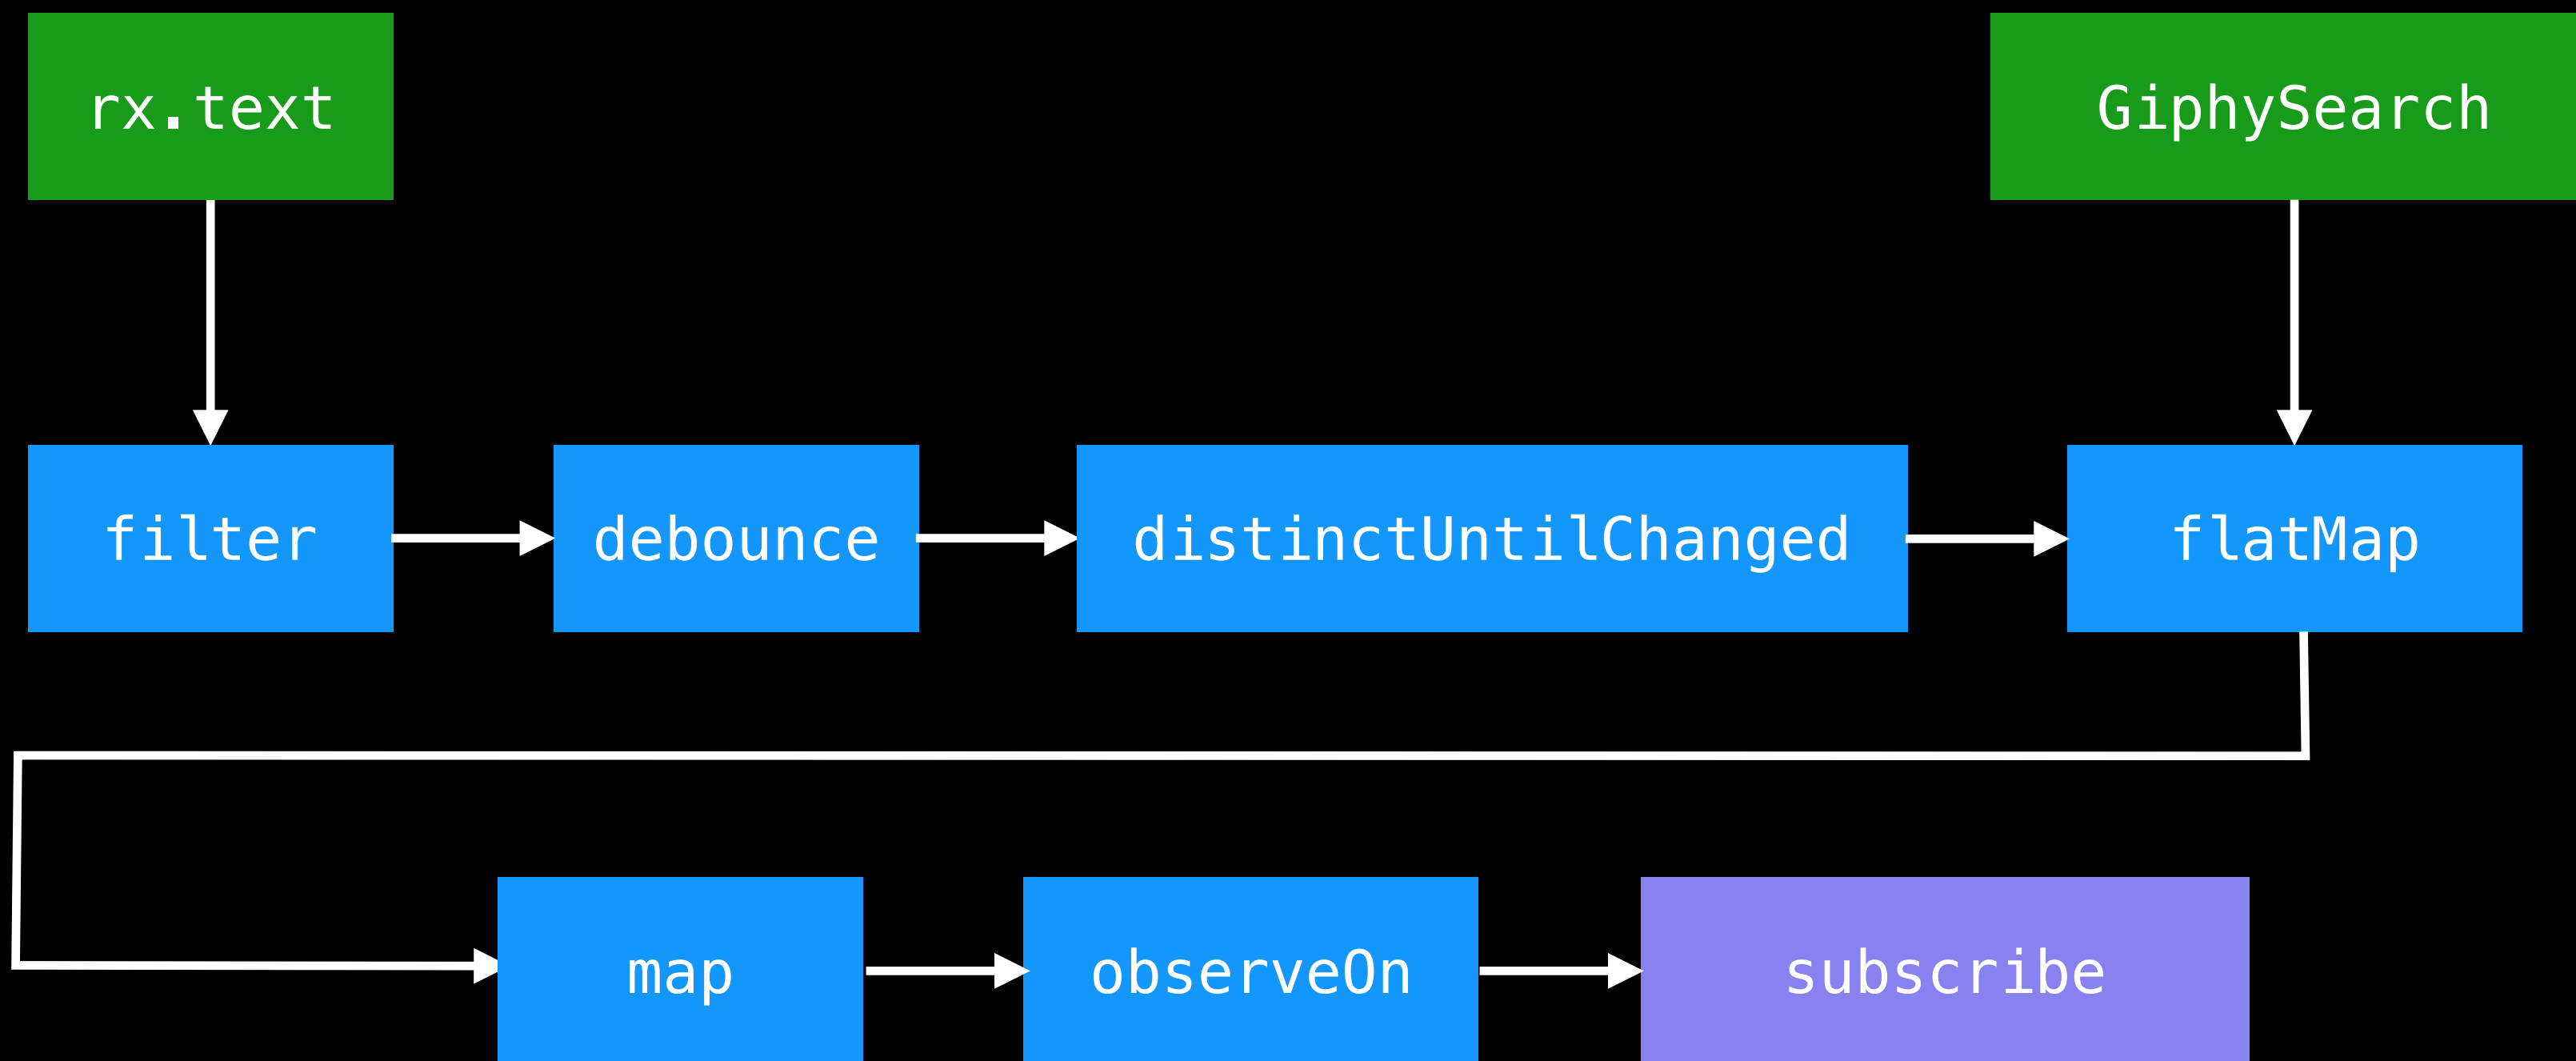 rx.text
GiphySearch
filter
debounce
distinctUntilChanged
flatMap
map
observeOn
subscribe